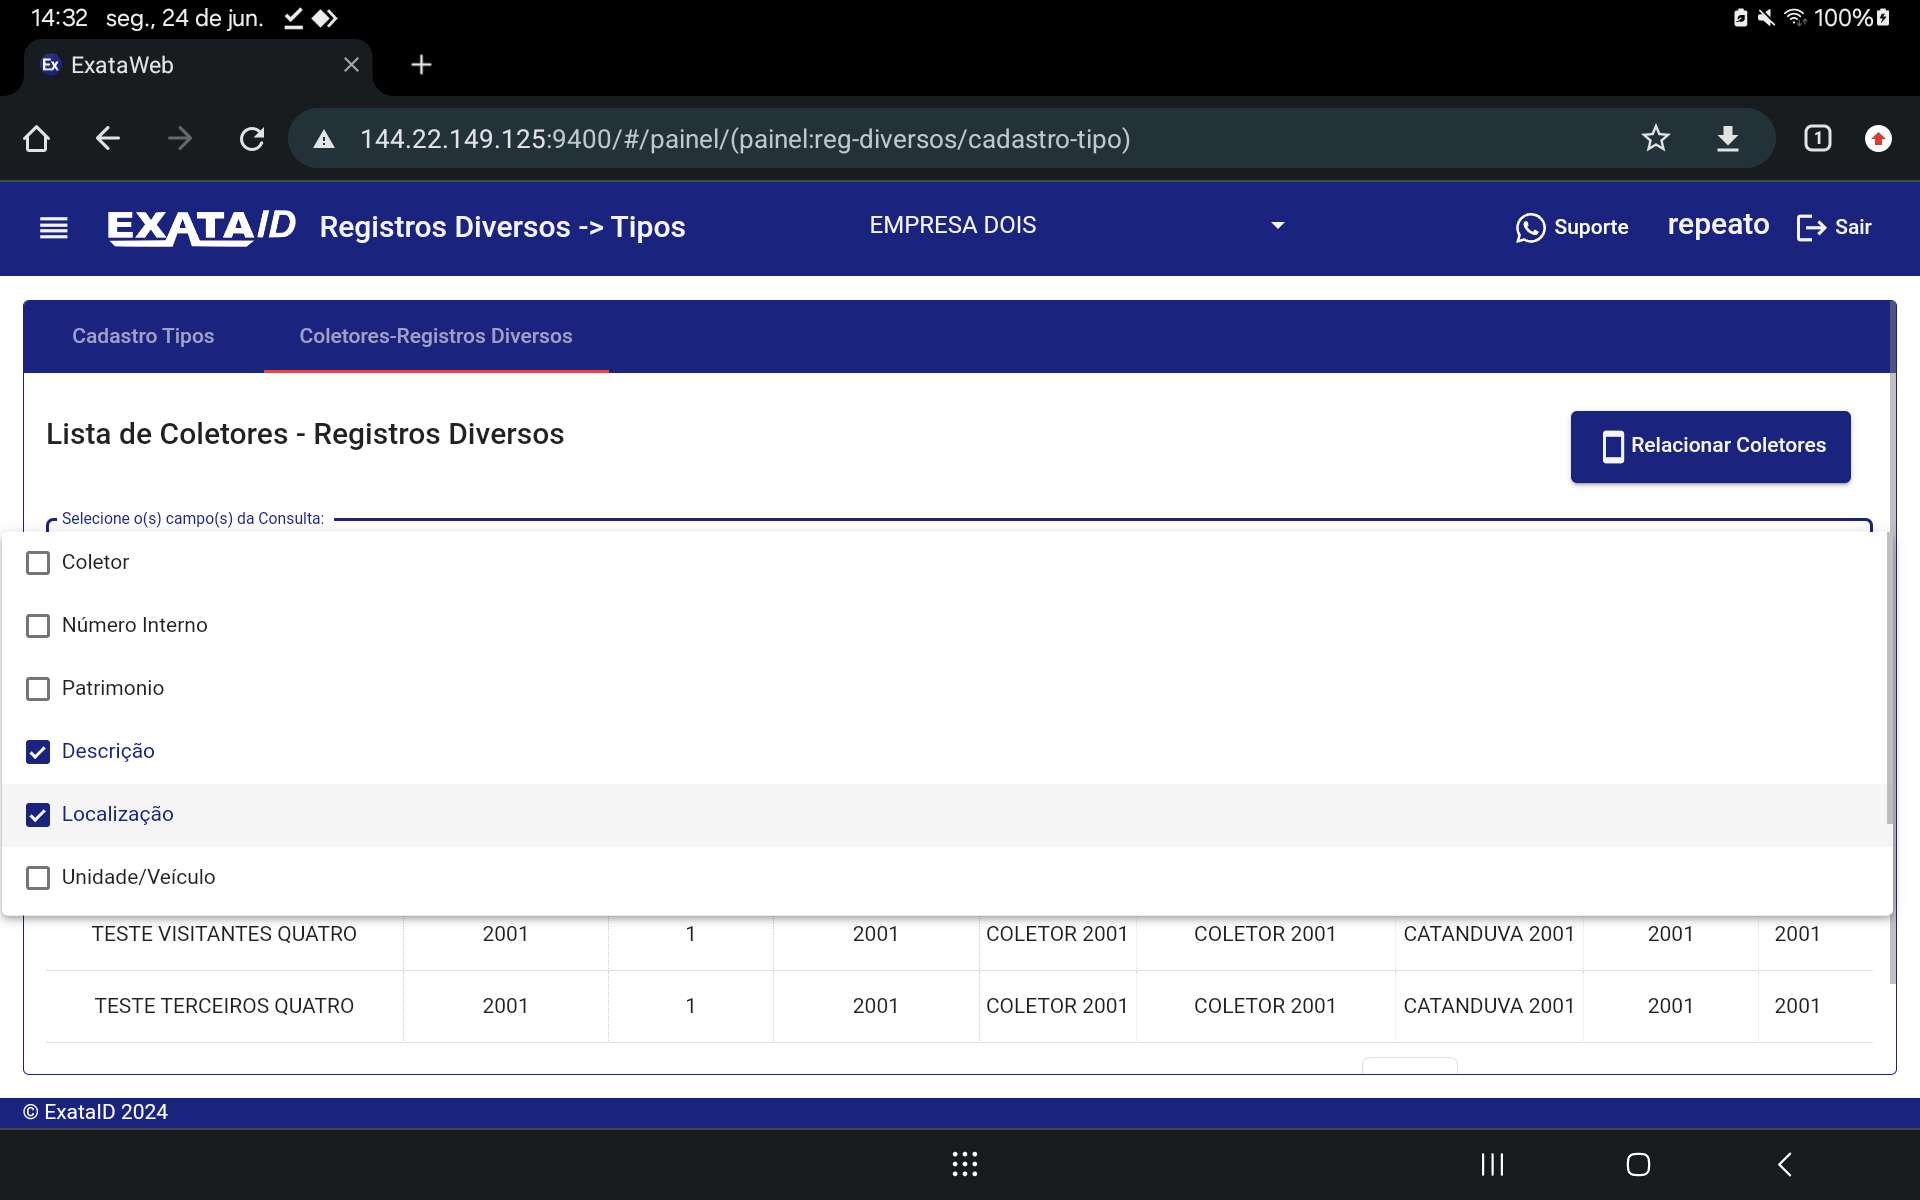 14:32 seg., 24 de jun. 100%
Ex ExataWeb
144.22.149.125:9400/#/painel/(painel:reg-diversos/cadastro-tipo) 1
EXATAID Registros Diversos -> Tipos EMPRESA DOIS Suporte repeato Sair
Cadastro Tipos Coletores-Registros Diversos
Lista de Coletores - Registros Diversos Relacionar Coletores
Selecione o(s) campo(s) da Consulta:
Coletor
Número Interno
Patrimonio
Descrição
Localização
Unidade/Veículo
TESTE VISITANTES QUATRO 2001 1 2001 COLETOR 2001 COLETOR 2001 CATANDUVA 2001 2001 2001
TESTE TERCEIROS QUATRO 2001 1 2001 COLETOR 2001 COLETOR 2001 CATANDUVA 2001 2001 2001
© ExataID 2024